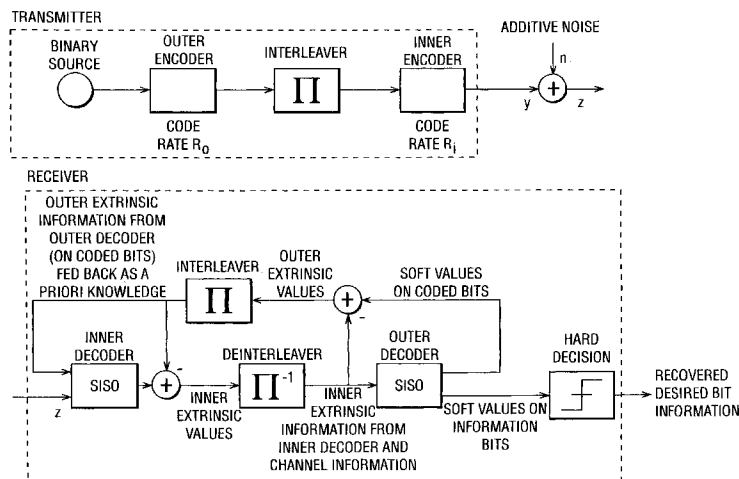 TRANSMITTER
BINARY
SOURCE
OUTER
ENCODER
INTERLEAVER
INNER
ENCODER
ADDITIVE NOISE
n
Π
y
+
z
CODE
RATE Ro
CODE
RATE Ri
RECEIVER
OUTER EXTRINSIC
INFORMATION FROM
OUTER DECODER
(ON CODED BITS)
FED BACK AS A
PRIORI KNOWLEDGE
INTERLEAVER
Π
OUTER
EXTRINSIC
VALUES
+
-
SOFT VALUES
ON CODED BITS
INNER
DECODER
SISO
z
-
+
INNER
EXTRINSIC
VALUES
DEINTERLEAVER
Π-1
INNER
EXTRINSIC
INFORMATION FROM
INNER DECODER AND
CHANNEL INFORMATION
OUTER
DECODER
SISO
SOFT VALUES ON
INFORMATION
BITS
HARD
DECISION
RECOVERED
DESIRED BIT
INFORMATION